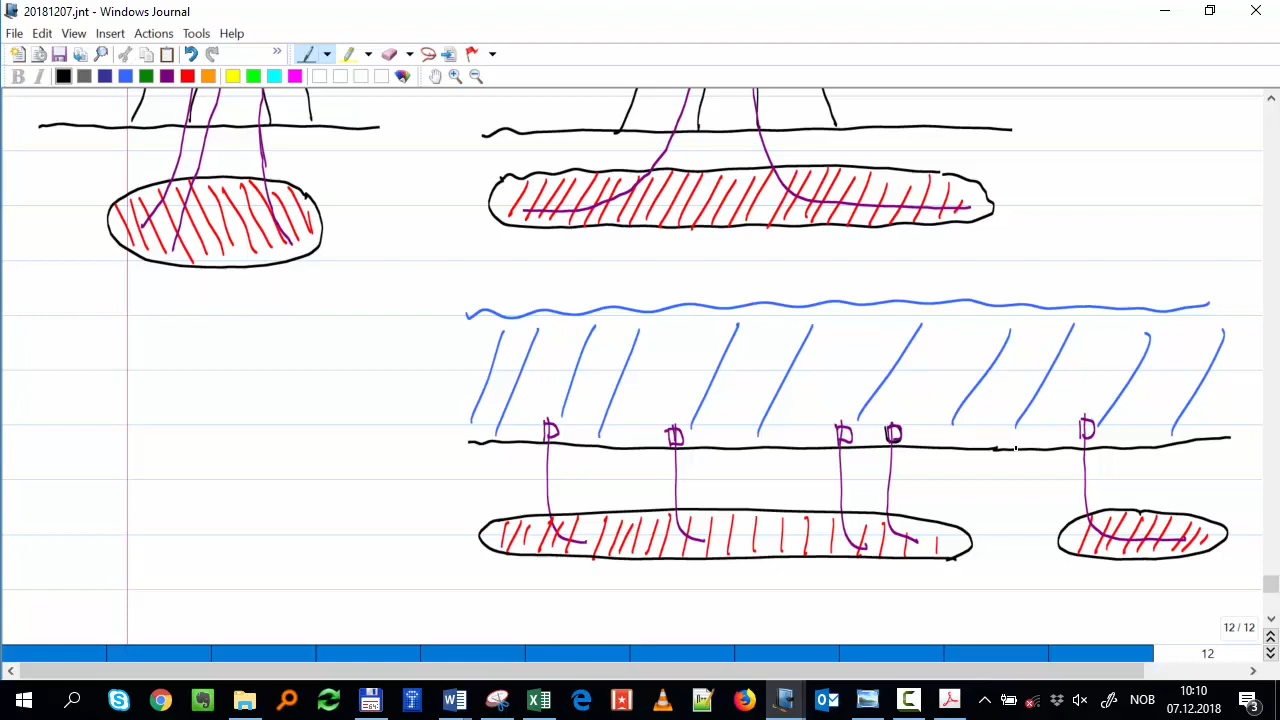 20181207.jnt - Windows Journal
File Edit View Insert Actions Tools Help
B I
12 / 12
12
NOB
10:10
07.12.2018
3